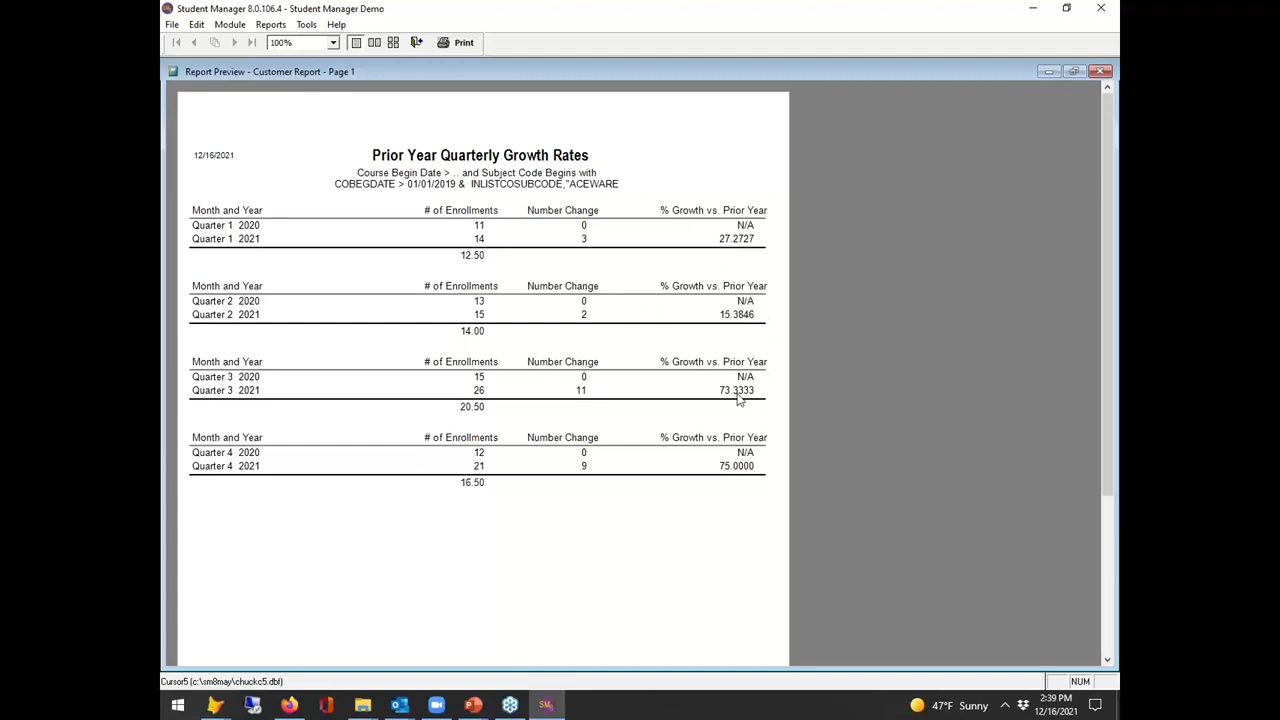 Student Manager 8.0.106.4 - Student Manager Demo
File Edit Module Reports Tools Help
100% Print
Report Preview - Customer Report - Page 1
12/16/2021
Prior Year Quarterly Growth Rates
Course Begin Date > .. and Subject Code Begins with
COBEGDATE > 01/01/2019 & INLISTCOSUBCODE,"ACEWARE
Month and Year # of Enrollments Number Change % Growth vs. Prior Year
Quarter 1 2020 11 0 N/A
Quarter 1 2021 14 3 27.2727
12.50
Month and Year # of Enrollments Number Change % Growth vs. Prior Year
Quarter 2 2020 13 0 N/A
Quarter 2 2021 15 2 15.3846
14.00
Month and Year # of Enrollments Number Change % Growth vs. Prior Year
Quarter 3 2020 15 0 N/A
Quarter 3 2021 26 11 73.3333
20.50
Month and Year # of Enrollments Number Change % Growth vs. Prior Year
Quarter 4 2020 12 0 N/A
Quarter 4 2021 21 9 75.0000
16.50
Cursor5 (c:\sm8may\chuckc5.dbf) NUM
SM 47°F Sunny 2:39 PM
12/16/2021